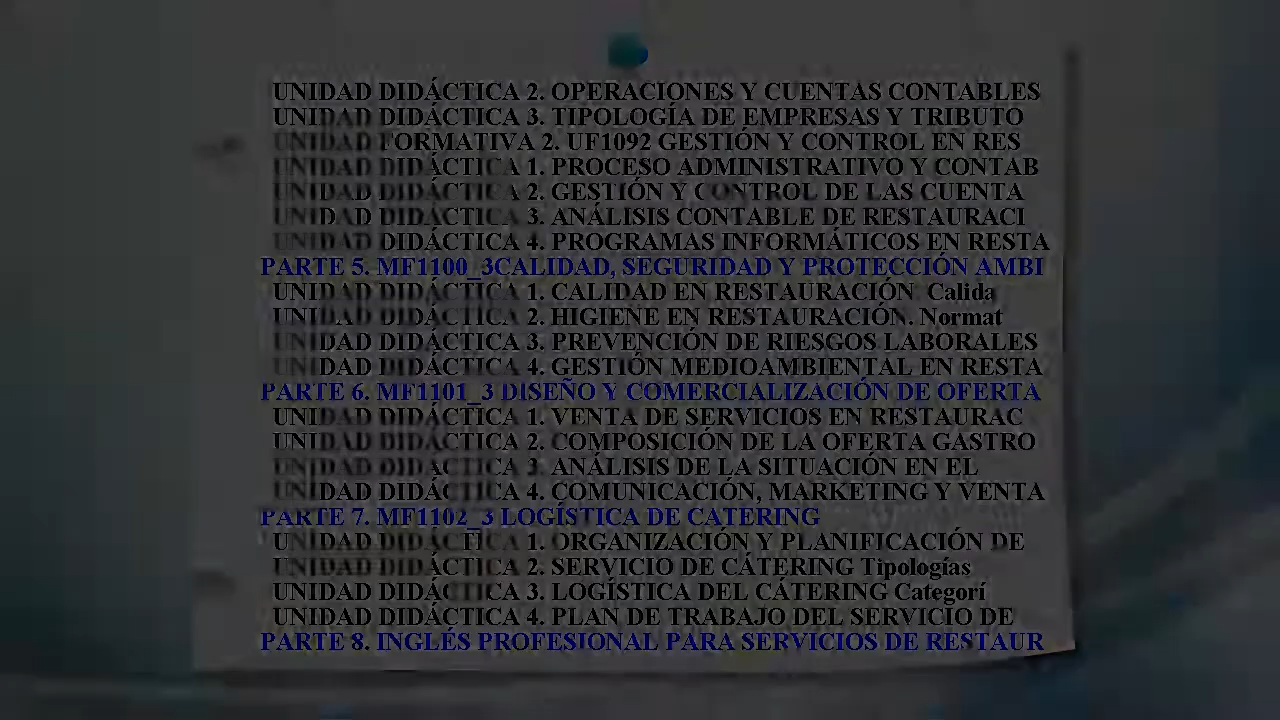 UNIDAD DIDÁCTICA 2. OPERACIONES Y CUENTAS CONTABLES
UNIDAD DIDÁCTICA 3. TIPOLOGÍA DE EMPRESAS Y TRIBUTO
UNIDAD FORMATIVA 2. UF1092 GESTIÓN Y CONTROL EN RES
UNIDAD DIDÁCTICA 1. PROCESO ADMINISTRATIVO Y CONTAB
UNIDAD DIDÁCTICA 2. GESTIÓN Y CONTROL DE LAS CUENTA
UNIDAD DIDÁCTICA 3. ANÁLISIS CONTABLE DE RESTAURACI
UNIDAD DIDÁCTICA 4. PROGRAMAS INFORMÁTICOS EN RESTA
PARTE 5. MF1100_3CALIDAD, SEGURIDAD Y PROTECCIÓN AMBI
UNIDAD DIDÁCTICA 1. CALIDAD EN RESTAURACIÓN Calida
UNIDAD DIDÁCTICA 2. HIGIENE EN RESTAURACIÓN. Normat
UNIDAD DIDÁCTICA 3. PREVENCIÓN DE RIESGOS LABORALES
UNIDAD DIDÁCTICA 4. GESTIÓN MEDIOAMBIENTAL EN RESTA
PARTE 6. MF1101_3 DISEÑO Y COMERCIALIZACIÓN DE OFERTA
UNIDAD DIDÁCTICA 1. VENTA DE SERVICIOS EN RESTAURAC
UNIDAD DIDÁCTICA 2. COMPOSICIÓN DE LA OFERTA GASTRO
UNIDAD DIDÁCTICA 3. ANÁLISIS DE LA SITUACIÓN EN EL
UNIDAD DIDÁCTICA 4. COMUNICACIÓN, MARKETING Y VENTA
PARTE 7. MF1102_3 LOGÍSTICA DE CATERING
UNIDAD DIDÁCTICA 1. ORGANIZACIÓN Y PLANIFICACIÓN DE
UNIDAD DIDÁCTICA 2. SERVICIO DE CÁTERING Tipologías
UNIDAD DIDÁCTICA 3. LOGÍSTICA DEL CÁTERING Categorí
UNIDAD DIDÁCTICA 4. PLAN DE TRABAJO DEL SERVICIO DE
PARTE 8. INGLÉS PROFESIONAL PARA SERVICIOS DE RESTAUR